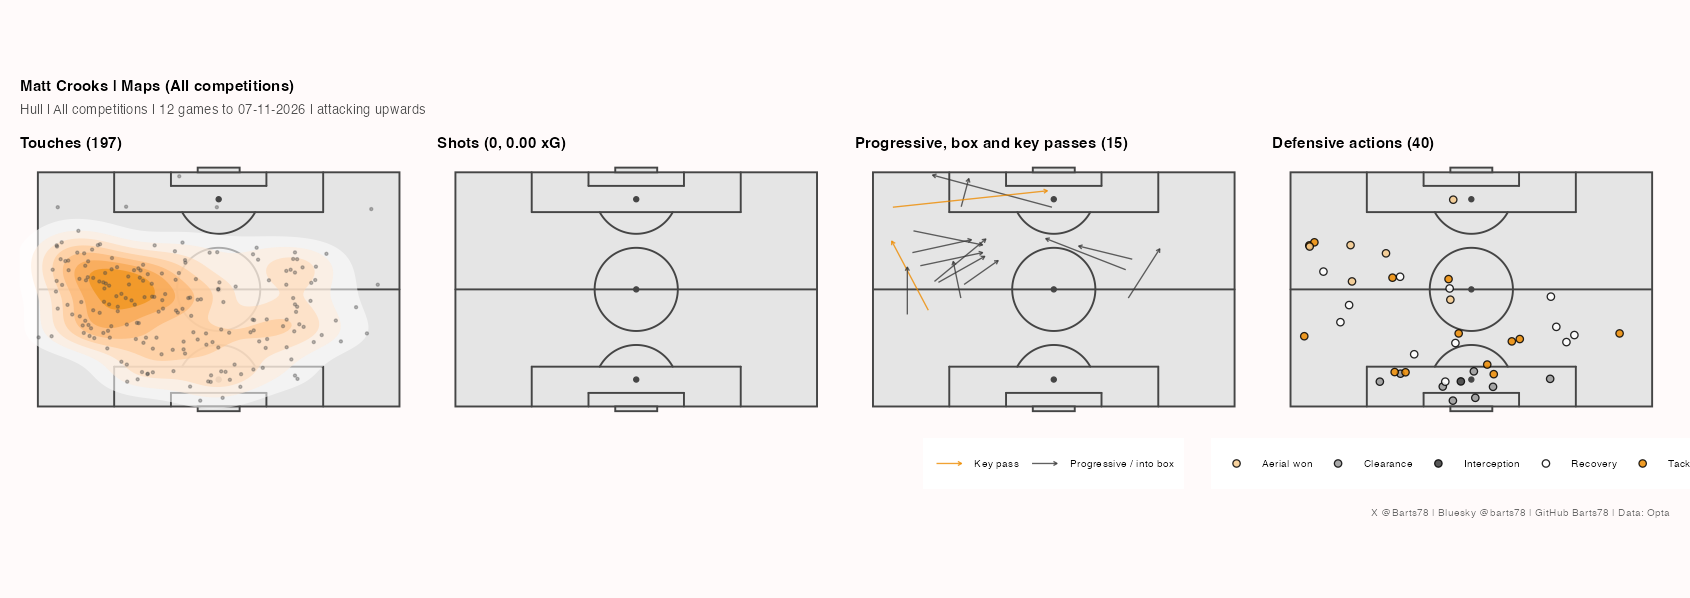 Matt Crooks | Maps (All competitions)
Hull | All competitions | 12 games to 07-11-2026 | attacking upwards
Touches (197)
Shots (0, 0.00 xG)
Progressive, box and key passes (15)
Defensive actions (40)
Key pass
Progressive / into box
Aerial won
Clearance
Interception
Recovery
Tack
X @Barts78 | Bluesky @barts78 | GitHub Barts78 | Data: Opta